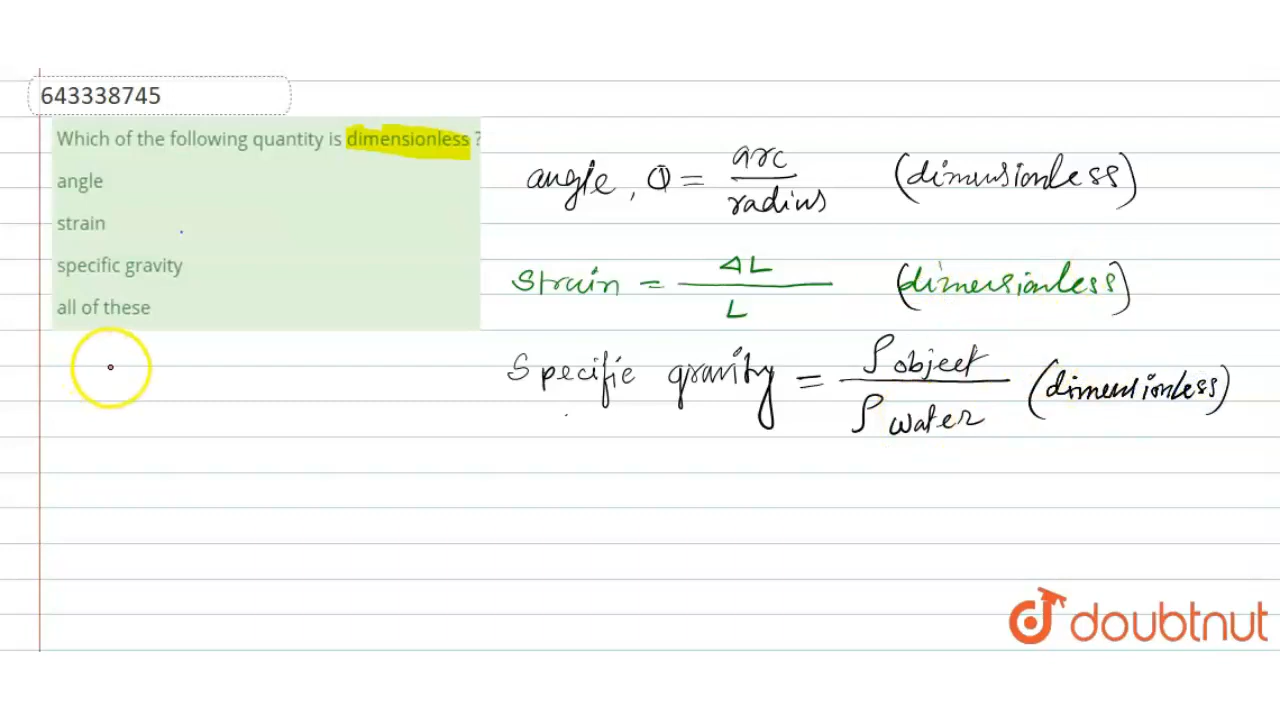 643338745
Which of the following quantity is dimensionless ?
angle
strain
specific gravity
all of these
angle, θ = arc / radius (dimensionless)
Strain = ΔL / L (dimensionless)
Specific gravity = ρ object / ρ water (dimensionless)
doubtnut